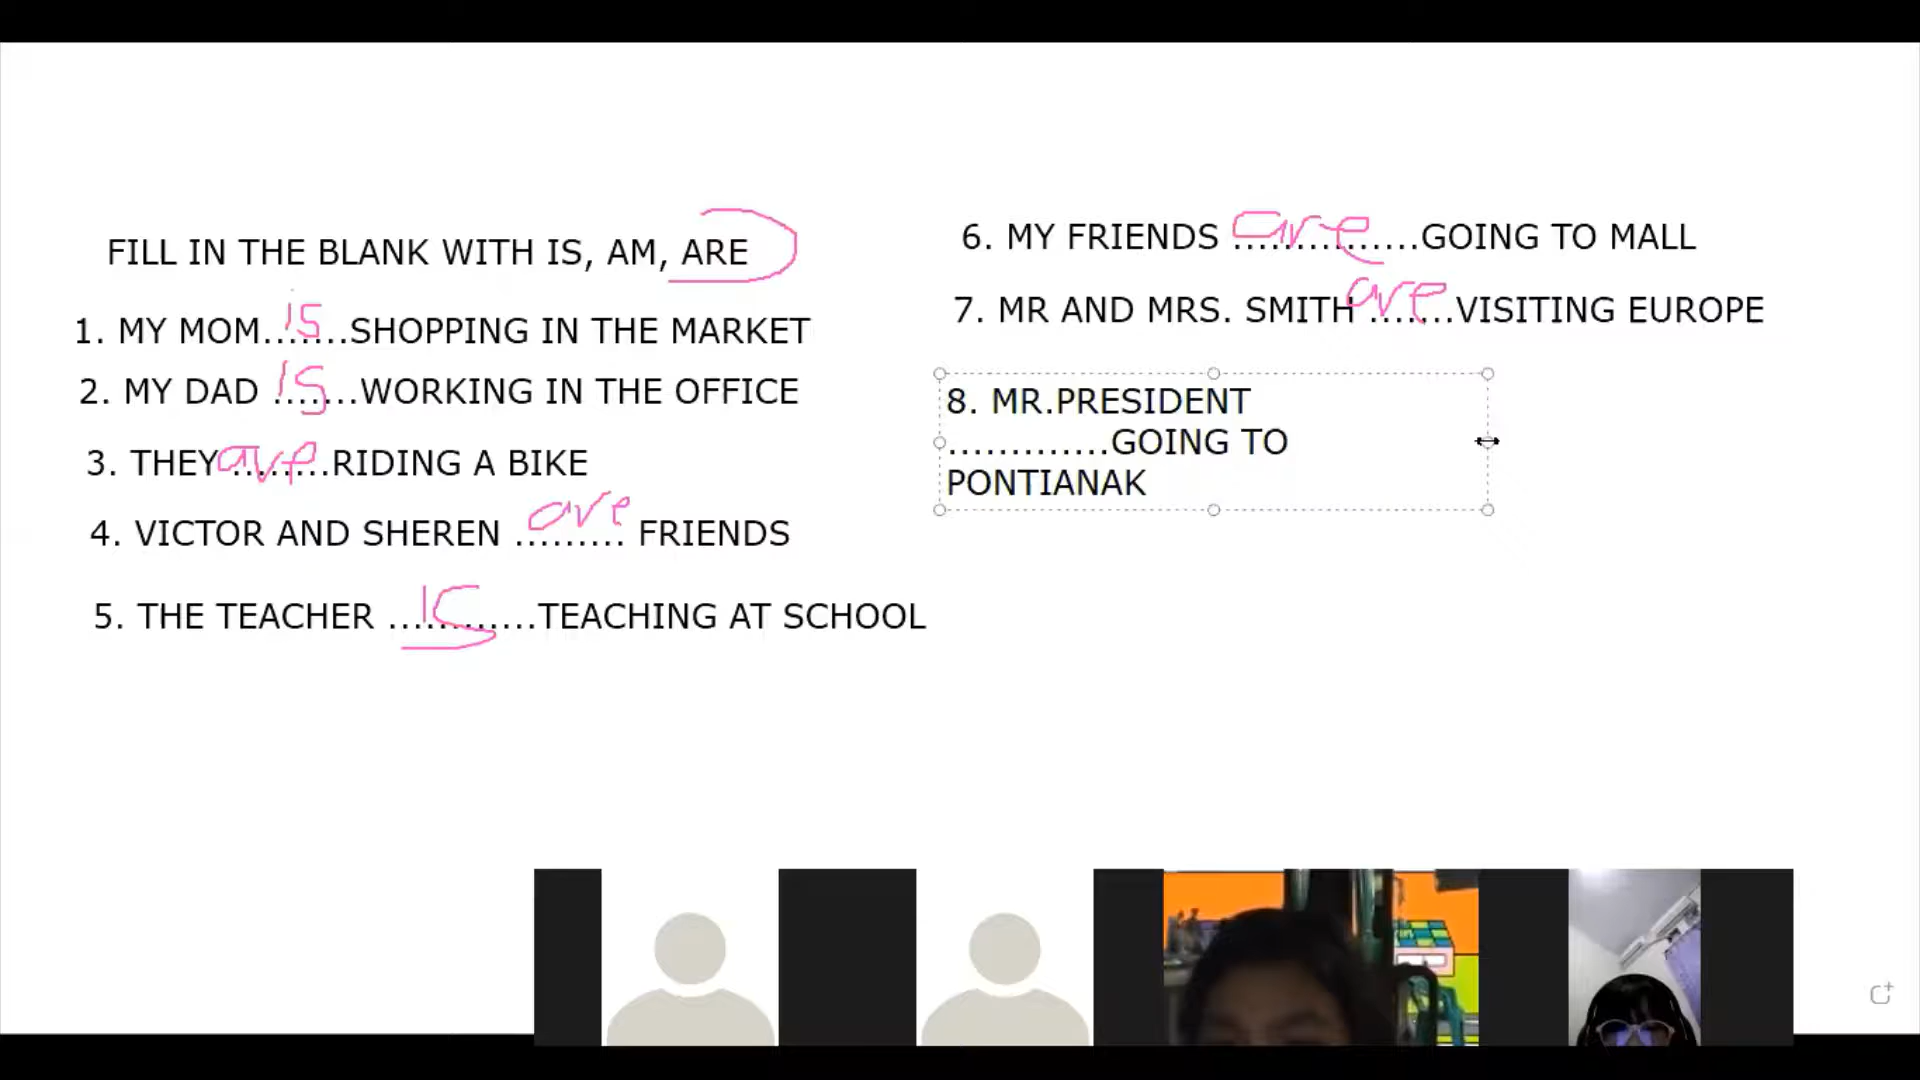 FILL IN THE BLANK WITH IS, AM, ARE
1. MY MOM...is...SHOPPING IN THE MARKET
2. MY DAD ...is...WORKING IN THE OFFICE
3. THEY ...are...RIDING A BIKE
4. VICTOR AND SHEREN ...are... FRIENDS
5. THE TEACHER ...is...TEACHING AT SCHOOL
6. MY FRIENDS ...are...GOING TO MALL
7. MR AND MRS. SMITH ...are...VISITING EUROPE
8. MR.PRESIDENT
.............GOING TO
PONTIANAK